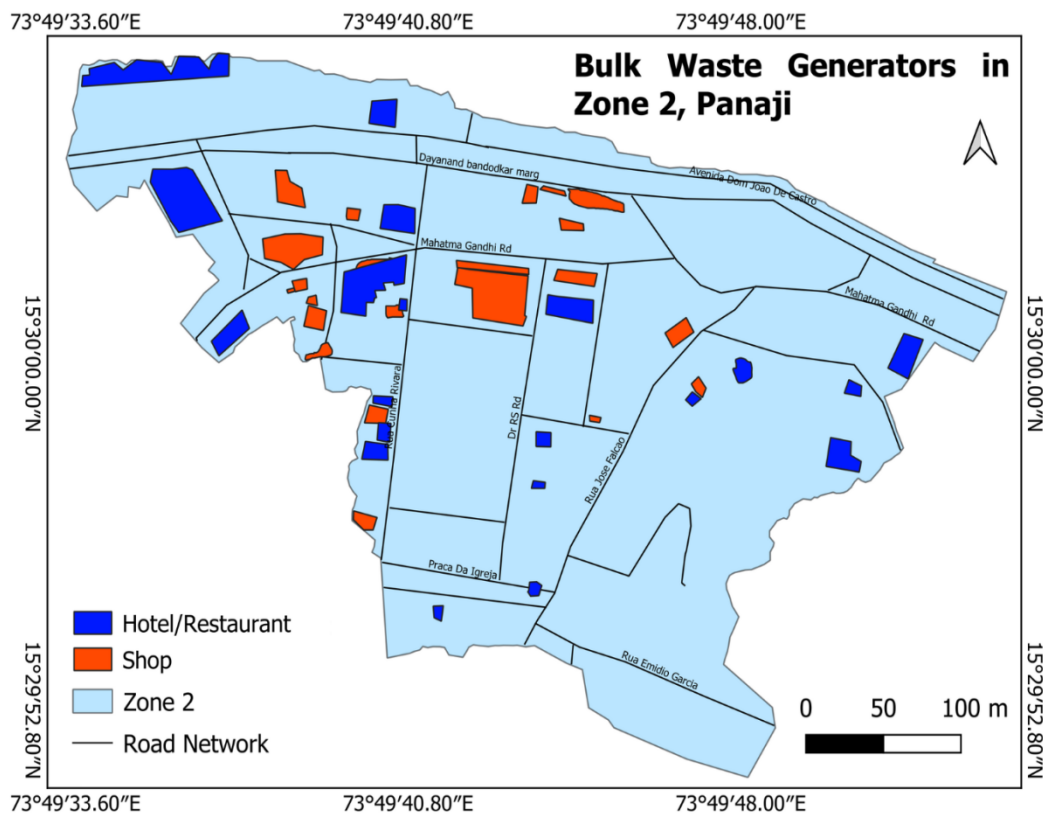 73°49′33.60″E 73°49′40.80″E 73°49′48.00″E
Bulk Waste Generators in
Zone 2, Panaji
Dayanand bandodkar marg
Avenida Dom Joao De Castro
Mahatma Gandhi Rd
Mahatma Gandhi Rd
15°30′00.00″N
15°30′00.00″N
Rua Cunha Rivara
Dr RS Rd
Rua Jose Falcao
Praca Da Igreja
Rua Emidio Garcia
Hotel/Restaurant
Shop
Zone 2
Road Network
0 50 100 m
15°29′52.80″N
15°29′52.80″N
73°49′33.60″E 73°49′40.80″E 73°49′48.00″E